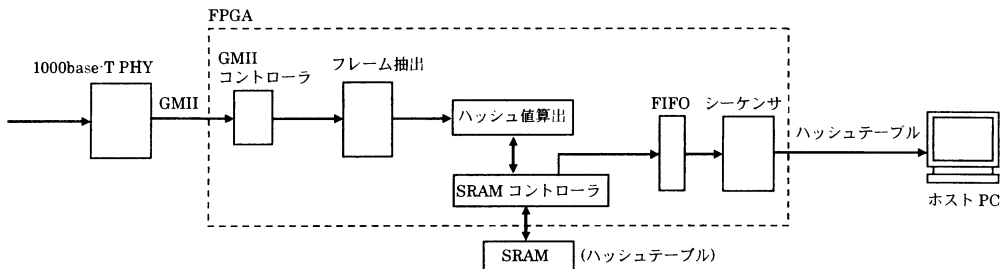 FPGA
1000base-T PHY
GMII
GMII
コントローラ
フレーム抽出
ハッシュ値算出
SRAM コントローラ
SRAM
(ハッシュテーブル)
FIFO
シーケンサ
ハッシュテーブル
ホスト PC